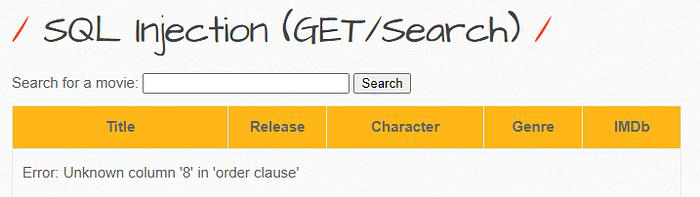 / SQL Injection (GET/Search) /
Search for a movie: Search
Title Release Character Genre IMDb
Error: Unknown column '8' in 'order clause'